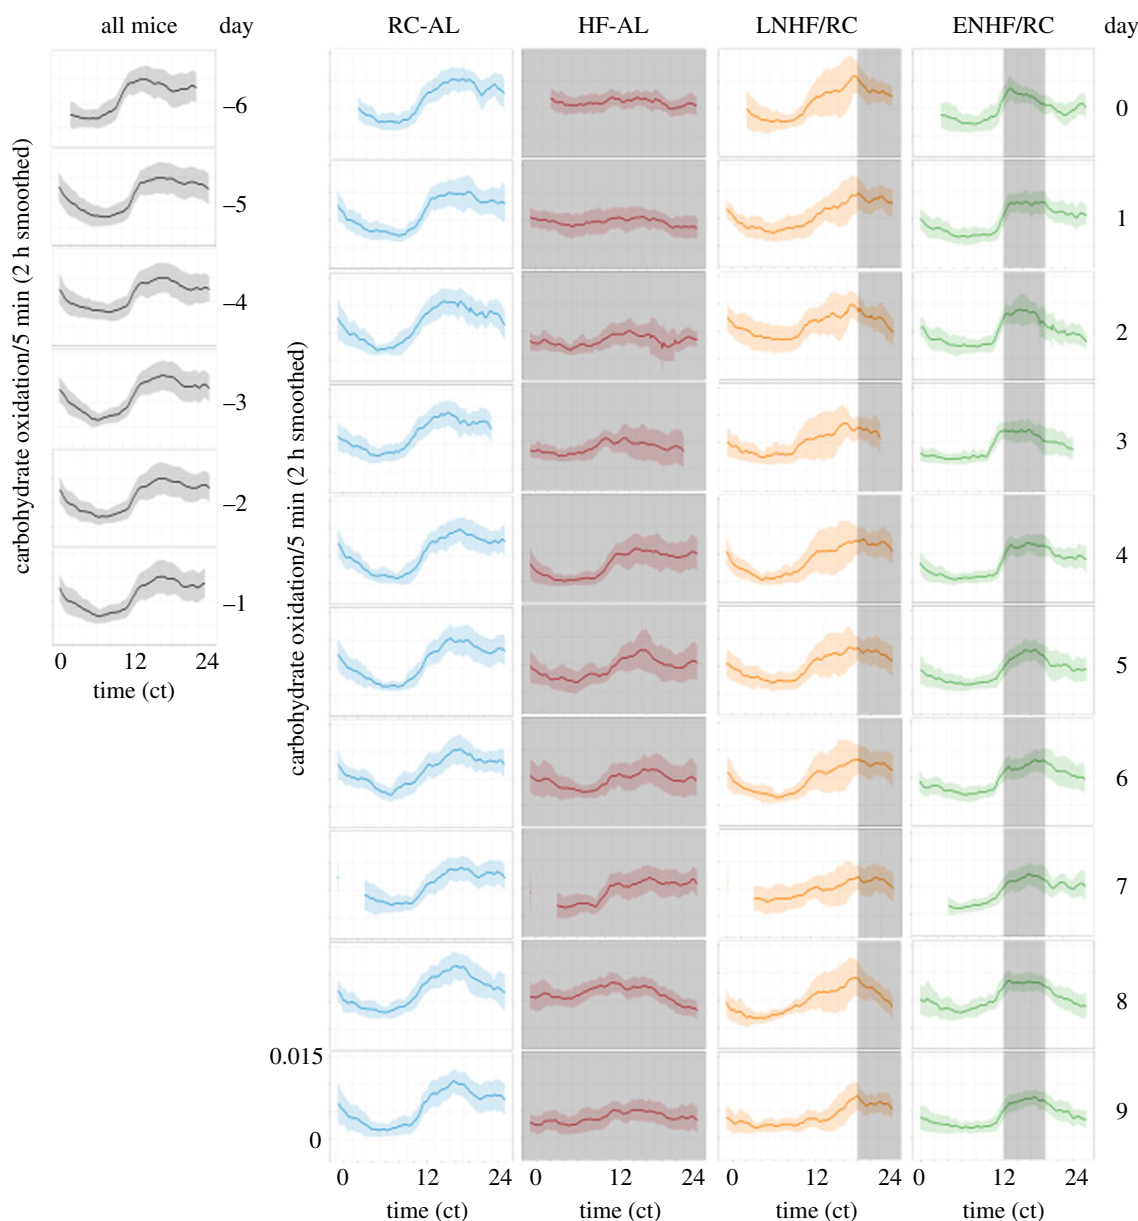 all mice day
RC-AL HF-AL LNHF/RC ENHF/RC day
carbohydrate oxidation/5 min (2 h smoothed)
–6
–5
–4
–3
–2
–1
0 12 24
time (ct)
carbohydrate oxidation/5 min (2 h smoothed)
0
1
2
3
4
5
6
7
8
9
0.015
0
0 12 24 0 12 24 0 12 24 0 12 24
time (ct) time (ct) time (ct) time (ct)